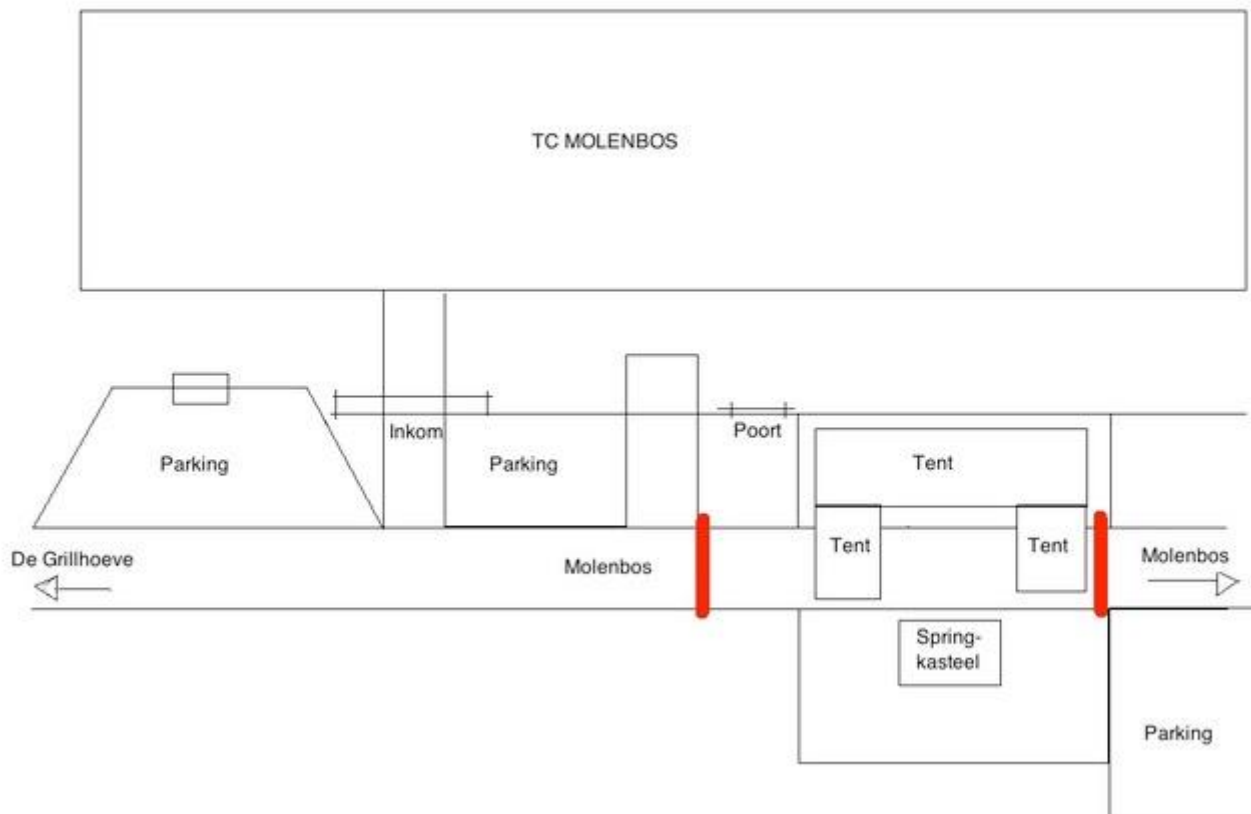 TC MOLENBOS
Inkom
Poort
Parking
Parking
Tent
De Grillhoeve
Molenbos
Tent
Tent
Molenbos
Spring-
kasteel
Parking